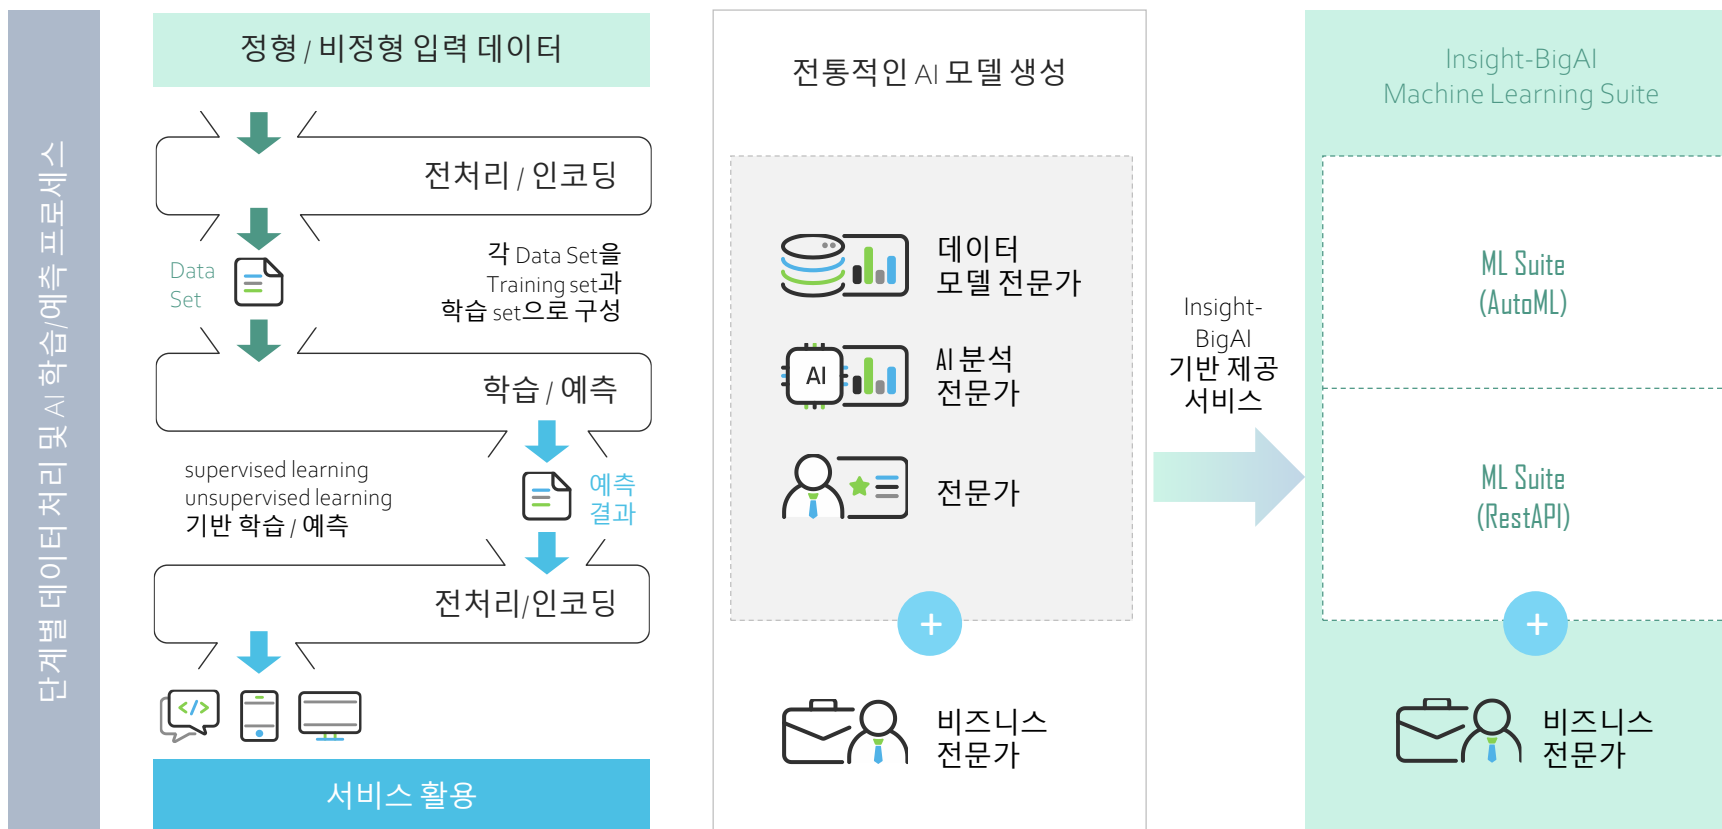 단계별 데이터 처리 및 AI 학습/예측 프로세스
정형 / 비정형 입력 데이터
전처리 / 인코딩
Data
Set
각 Data Set을
Training set과
학습 set으로 구성
학습 / 예측
supervised learning
unsupervised learning
기반 학습 / 예측
예측
결과
전처리/인코딩
</>
서비스 활용
전통적인 AI 모델 생성
데이터
모델 전문가
AI
AI 분석
전문가
전문가
+
비즈니스
전문가
Insight-
BigAI
기반 제공
서비스
Insight-BigAI
Machine Learning Suite
ML Suite
(AutoML)
ML Suite
(RestAPI)
+
비즈니스
전문가